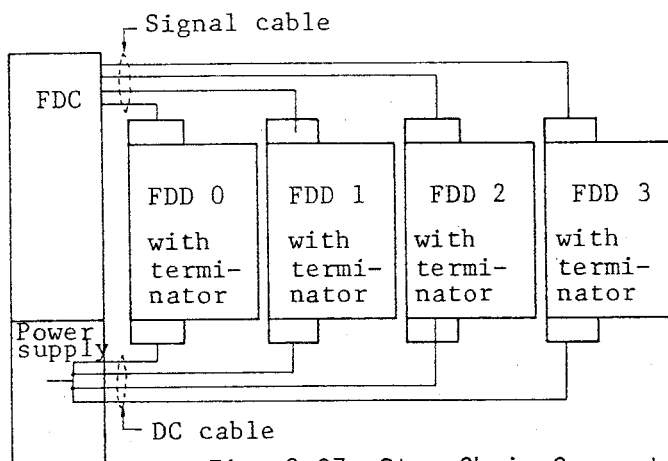 Signal cable
FDC
FDD 0
with
termi-
nator
FDD 1
with
termi-
nator
FDD 2
with
termi-
nator
FDD 3
with
termi-
nator
Power
supply
DC cable